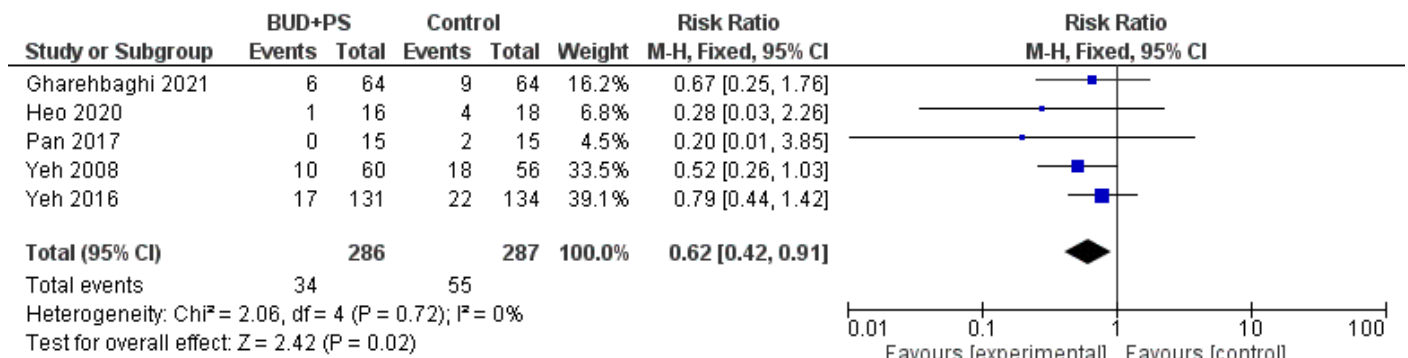 BUD+PS Control Risk Ratio Risk Ratio
Study or Subgroup Events Total Events Total Weight M-H, Fixed, 95% CI M-H, Fixed, 95% CI
Gharehbaghi 2021 6 64 9 64 16.2% 0.67 [0.25, 1.76]
Heo 2020 1 16 4 18 6.8% 0.28 [0.03, 2.26]
Pan 2017 0 15 2 15 4.5% 0.20 [0.01, 3.85]
Yeh 2008 10 60 18 56 33.5% 0.52 [0.26, 1.03]
Yeh 2016 17 131 22 134 39.1% 0.79 [0.44, 1.42]
Total (95% CI) 286 287 100.0% 0.62 [0.42, 0.91]
Total events 34 55
Heterogeneity: Chi² = 2.06, df = 4 (P = 0.72); I² = 0%
Test for overall effect: Z = 2.42 (P = 0.02)
0.01 0.1 1 10 100
Favours [experimental] Favours [control]